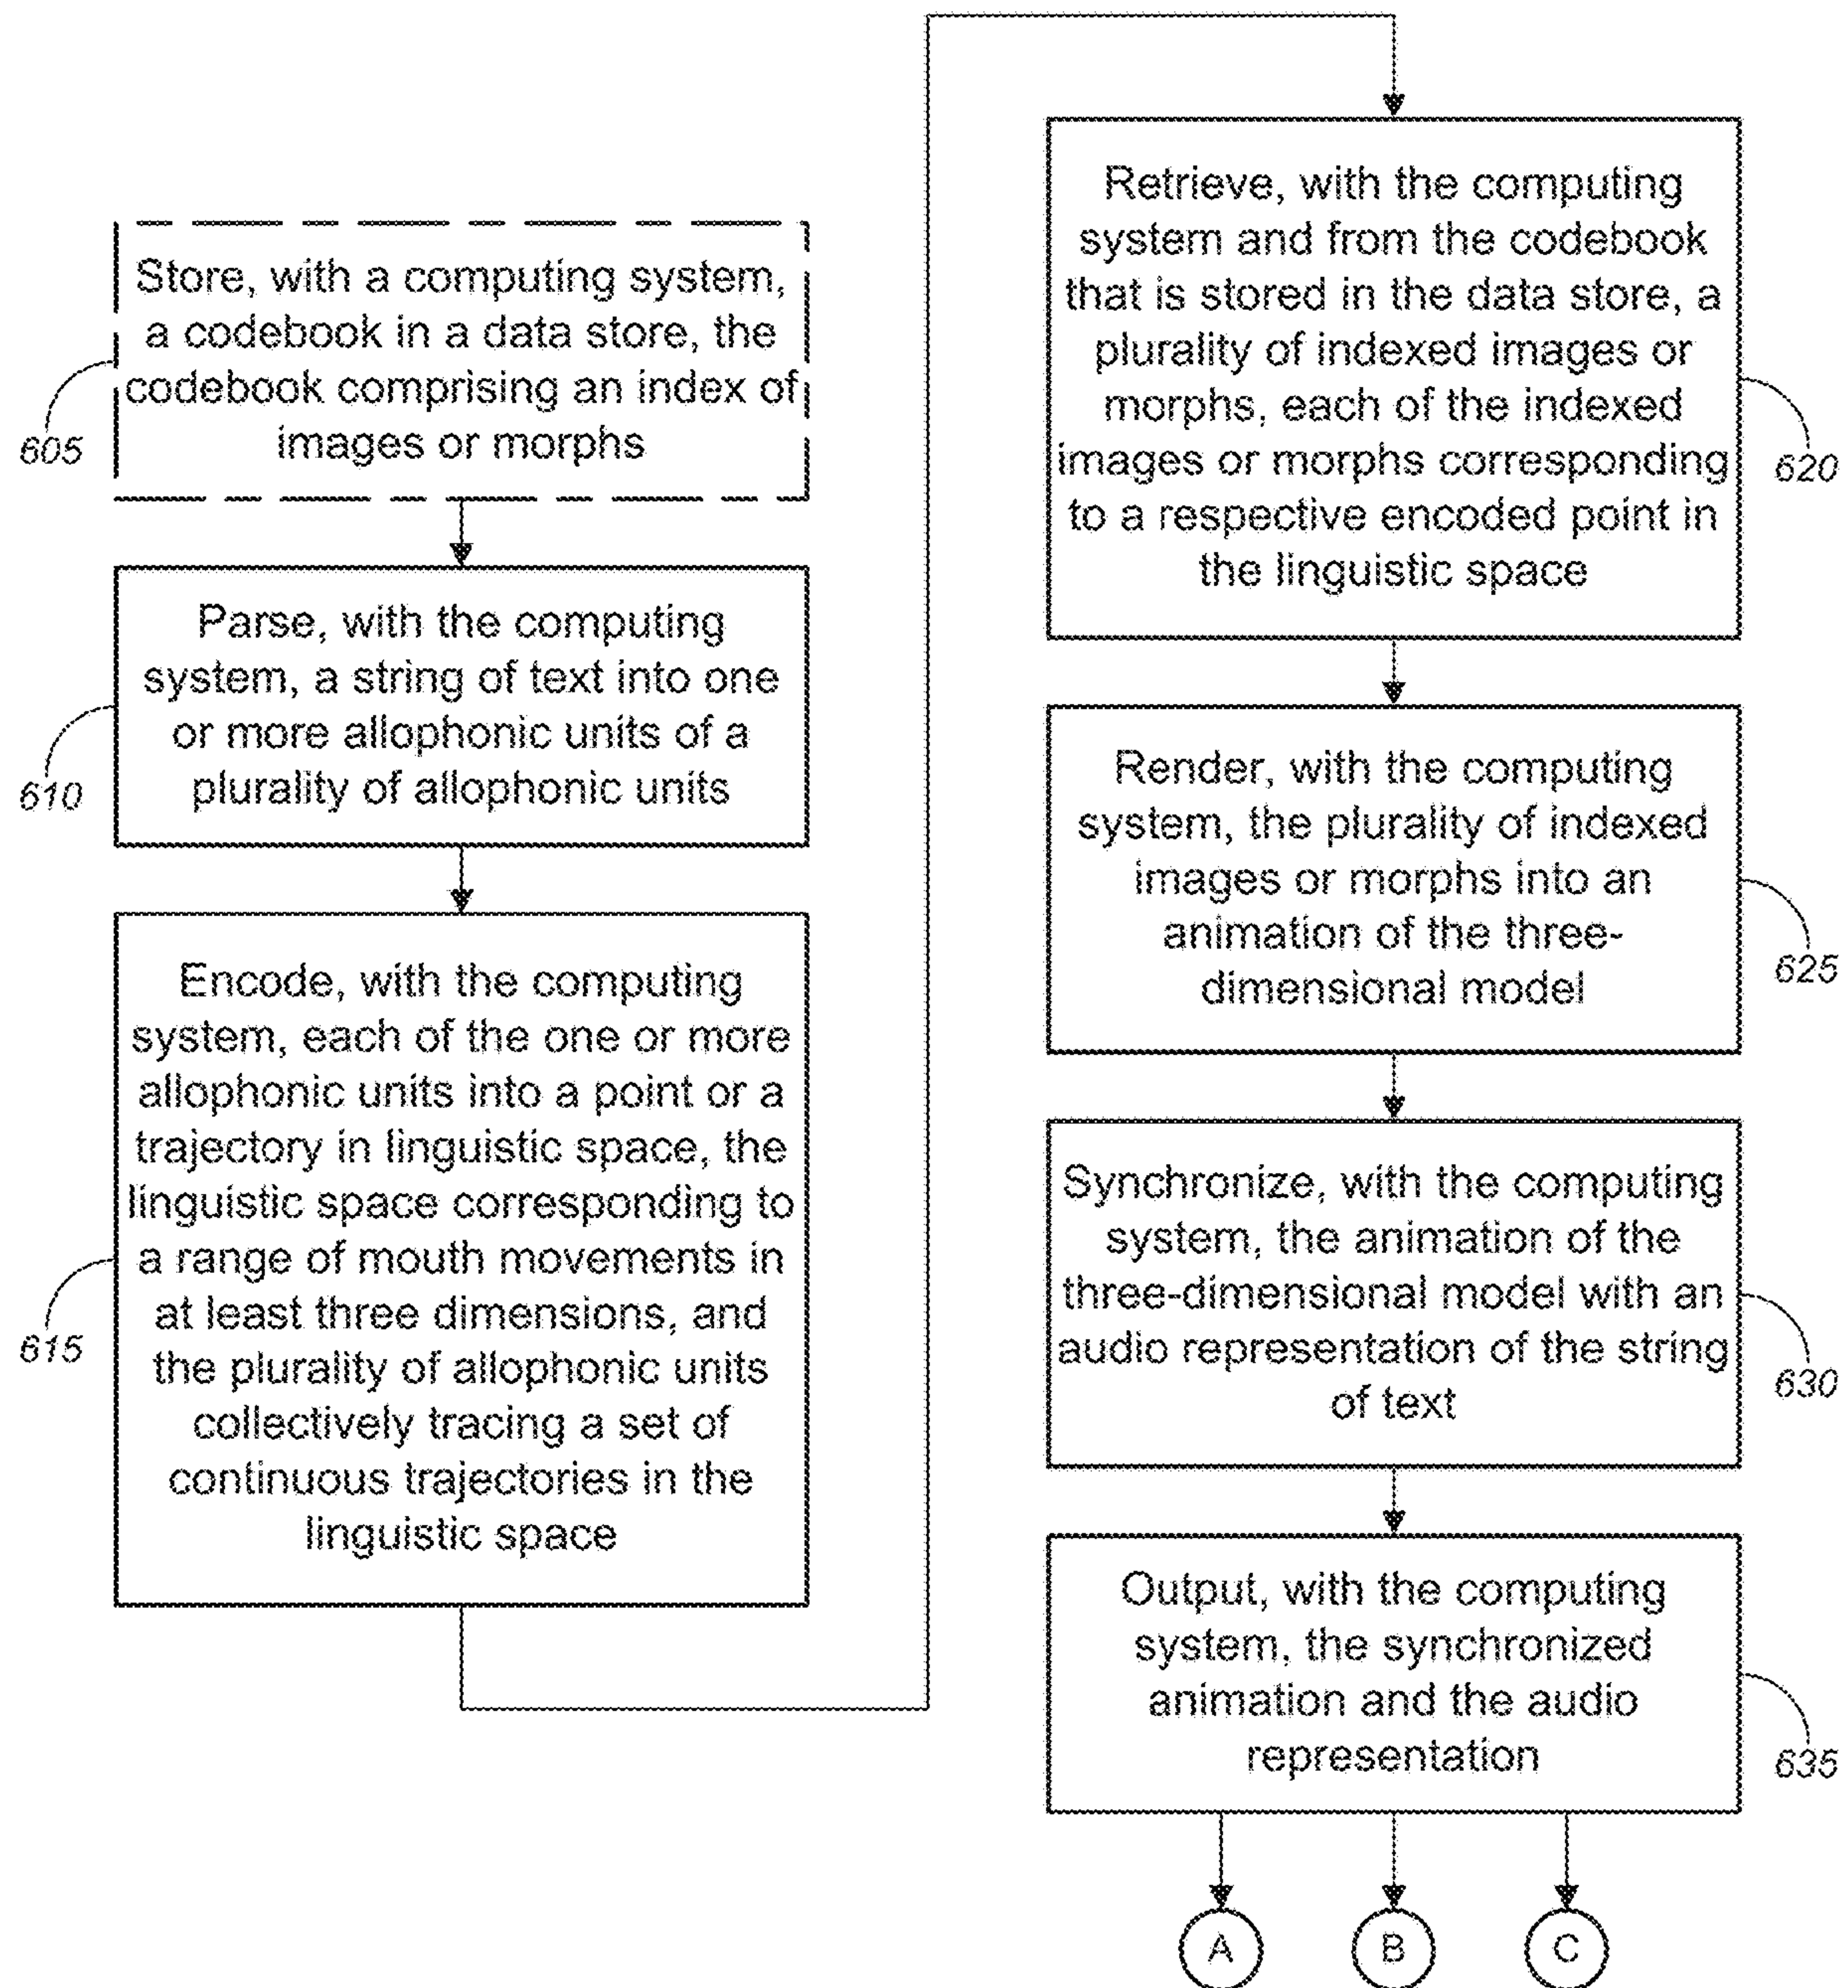 Store, with a computing system,
a codebook in a data store, the
codebook comprising an index of
images or morphs
605
Parse, with the computing
system, a string of text into one
or more allophonic units of a
plurality of allophonic units
610
Encode, with the computing
system, each of the one or more
allophonic units into a point or a
trajectory in linguistic space, the
linguistic space corresponding to
a range of mouth movements in
at least three dimensions, and
the plurality of allophonic units
collectively tracing a set of
continuous trajectories in the
linguistic space
615
Retrieve, with the computing
system and from the codebook
that is stored in the data store, a
plurality of indexed images or
morphs, each of the indexed
images or morphs corresponding
to a respective encoded point in
the linguistic space
620
Render, with the computing
system, the plurality of indexed
images or morphs into an
animation of the three-
dimensional model
625
Synchronize, with the computing
system, the animation of the
three-dimensional model with an
audio representation of the string
of text
630
Output, with the computing
system, the synchronized
animation and the audio
representation
635
A
B
C